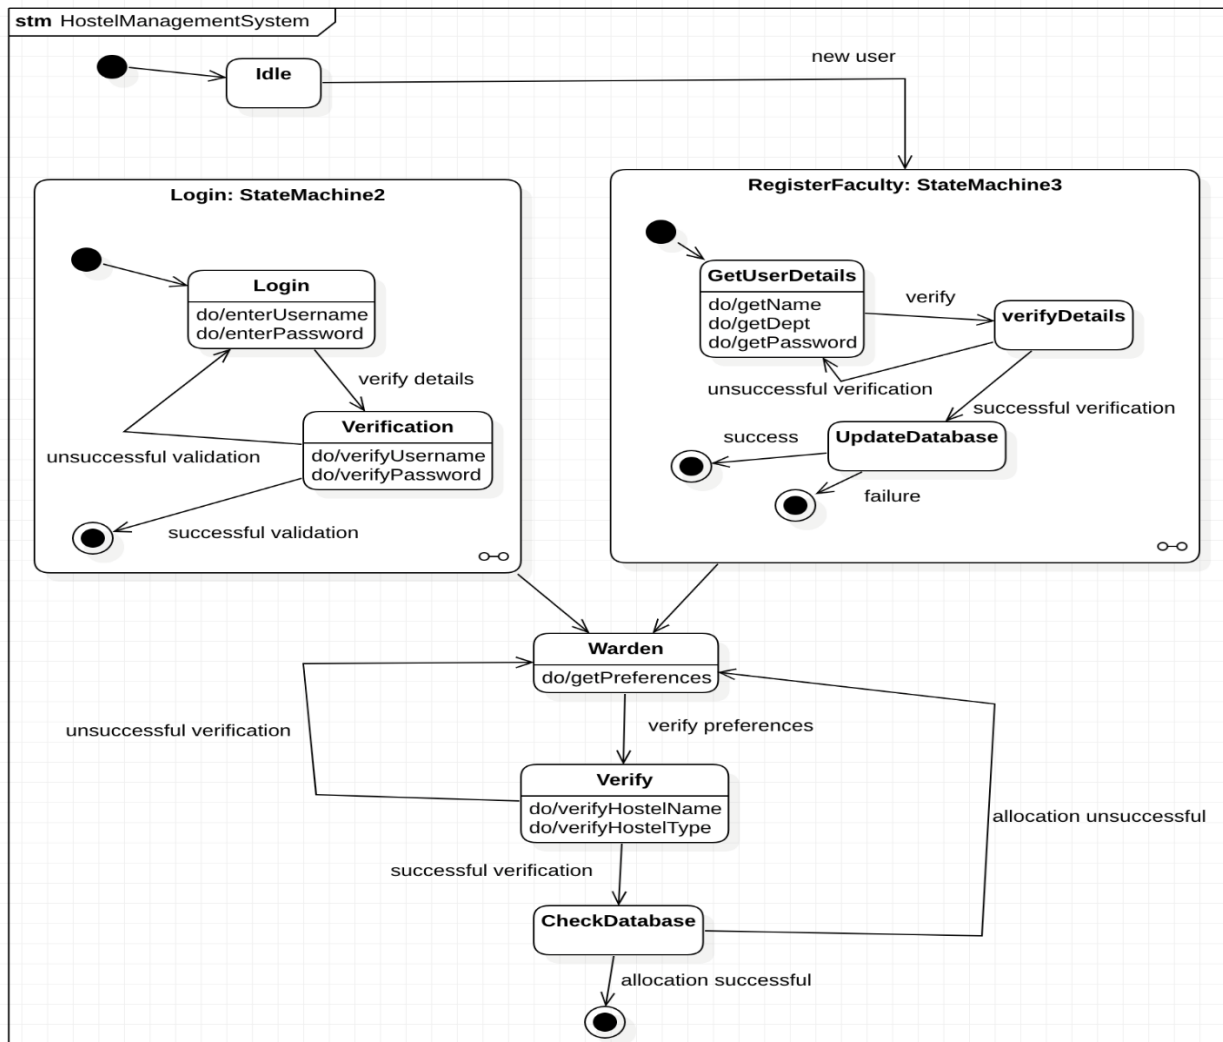 stm HostelManagementSystem
new user
Idle
Login: StateMachine2
RegisterFaculty: StateMachine3
Login
do/enterUsername
do/enterPassword
verify details
Verification
do/verifyUsername
do/verifyPassword
unsuccessful validation
successful validation
GetUserDetails
do/getName
do/getDept
do/getPassword
verify
verifyDetails
unsuccessful verification
successful verification
UpdateDatabase
success
failure
Warden
do/getPreferences
unsuccessful verification
verify preferences
Verify
do/verifyHostelName
do/verifyHostelType
allocation unsuccessful
successful verification
CheckDatabase
allocation successful